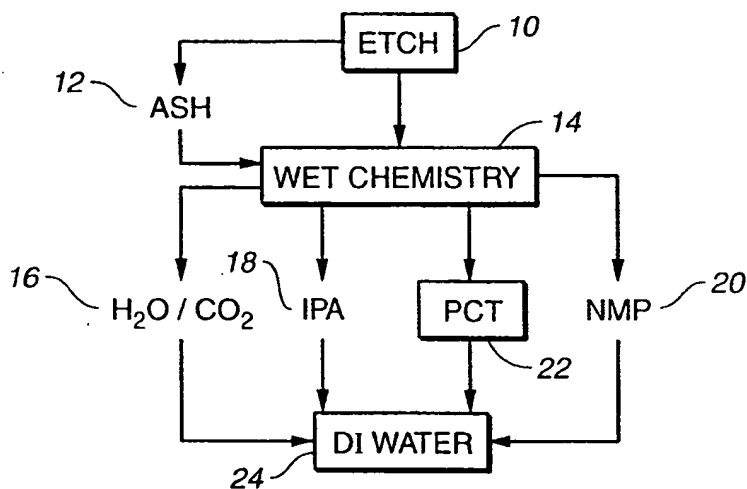 ETCH
10
12
ASH
14
WET CHEMISTRY
16
H₂O / CO₂
18
IPA
PCT
22
NMP
20
DI WATER
24